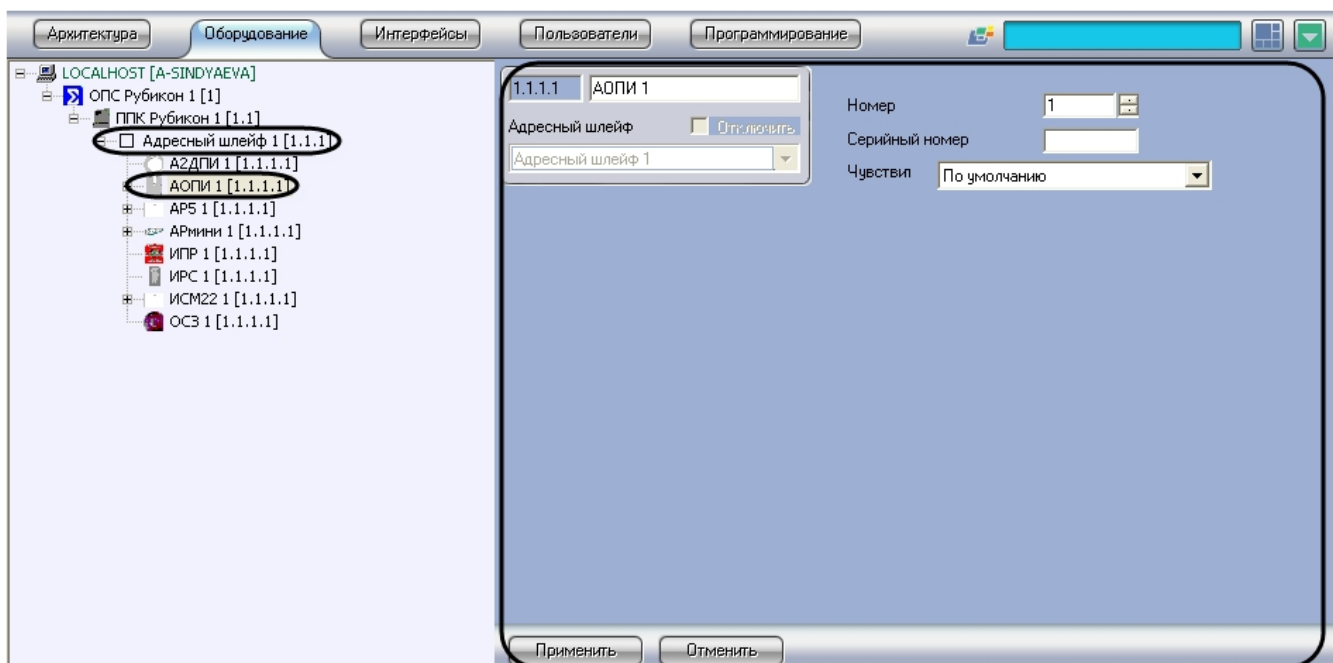 Архитектура Оборудование Интерфейсы Пользователи Программирование
LOCALHOST [A-SINDYAEVA]
ОПС Рубикон 1 [1]
ППК Рубикон 1 [1.1]
Адресный шлейф 1 [1.1.1]
А2ДПИ 1 [1.1.1.1]
АОПИ 1 [1.1.1.1]
АР5 1 [1.1.1.1]
АРмини 1 [1.1.1.1]
ИПР 1 [1.1.1.1]
ИРС 1 [1.1.1.1]
ИСМ22 1 [1.1.1.1]
ОСЗ 1 [1.1.1.1]
1.1.1.1 АОПИ 1
Адресный шлейф Отключить
Адресный шлейф 1
Номер 1
Серийный номер
Чувствит По умолчанию
Применить Отменить